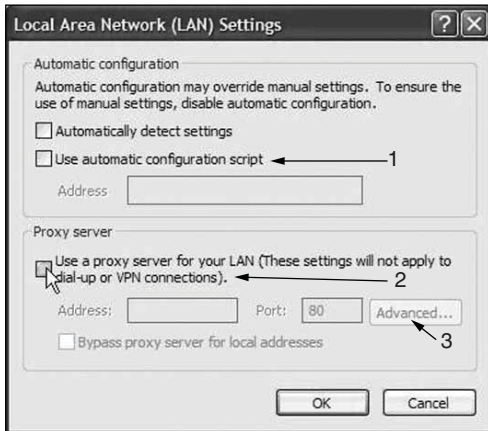 Local Area Network (LAN) Settings
Automatic configuration
Automatic configuration may override manual settings. To ensure the
use of manual settings, disable automatic configuration.
Automatically detect settings
Use automatic configuration script
1
Address
Proxy server
Use a proxy server for your LAN (These settings will not apply to
dial-up or VPN connections).
2
Address:
Port: 80
Advanced...
3
Bypass proxy server for local addresses
OK
Cancel